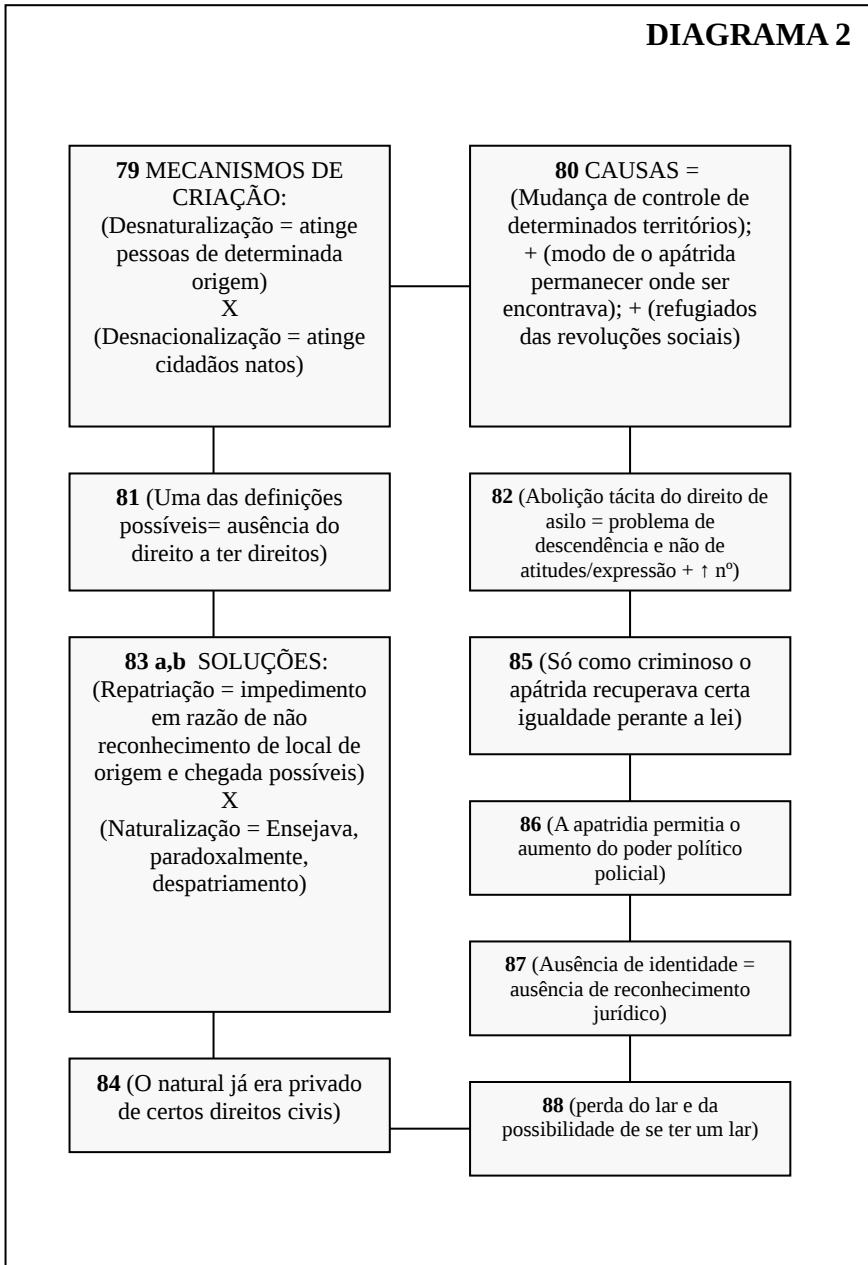 DIAGRAMA 2
79 MECANISMOS DE
CRIAÇÃO:
(Desnaturalização = atinge
pessoas de determinada
origem)
X
(Desnacionalização = atinge
cidadãos natos)
80 CAUSAS =
(Mudança de controle de
determinados territórios);
+ (modo de o apátrida
permanecer onde ser
encontrava); + (refugiados
das revoluções sociais)
81 (Uma das definições
possíveis= ausência do
direito a ter direitos)
82 (Abolição tácita do direito de
asilo = problema de
descendência e não de
atitudes/expressão + ↑ nº)
83 a,b SOLUÇÕES:
(Repatriação = impedimento
em razão de não
reconhecimento de local de
origem e chegada possíveis)
X
(Naturalização = Ensejava,
paradoxalmente,
despatriamento)
85 (Só como criminoso o
apátrida recuperava certa
igualdade perante a lei)
86 (A apatridia permitia o
aumento do poder político
policial)
87 (Ausência de identidade =
ausência de reconhecimento
jurídico)
84 (O natural já era privado
de certos direitos civis)
88 (perda do lar e da
possibilidade de se ter um lar)